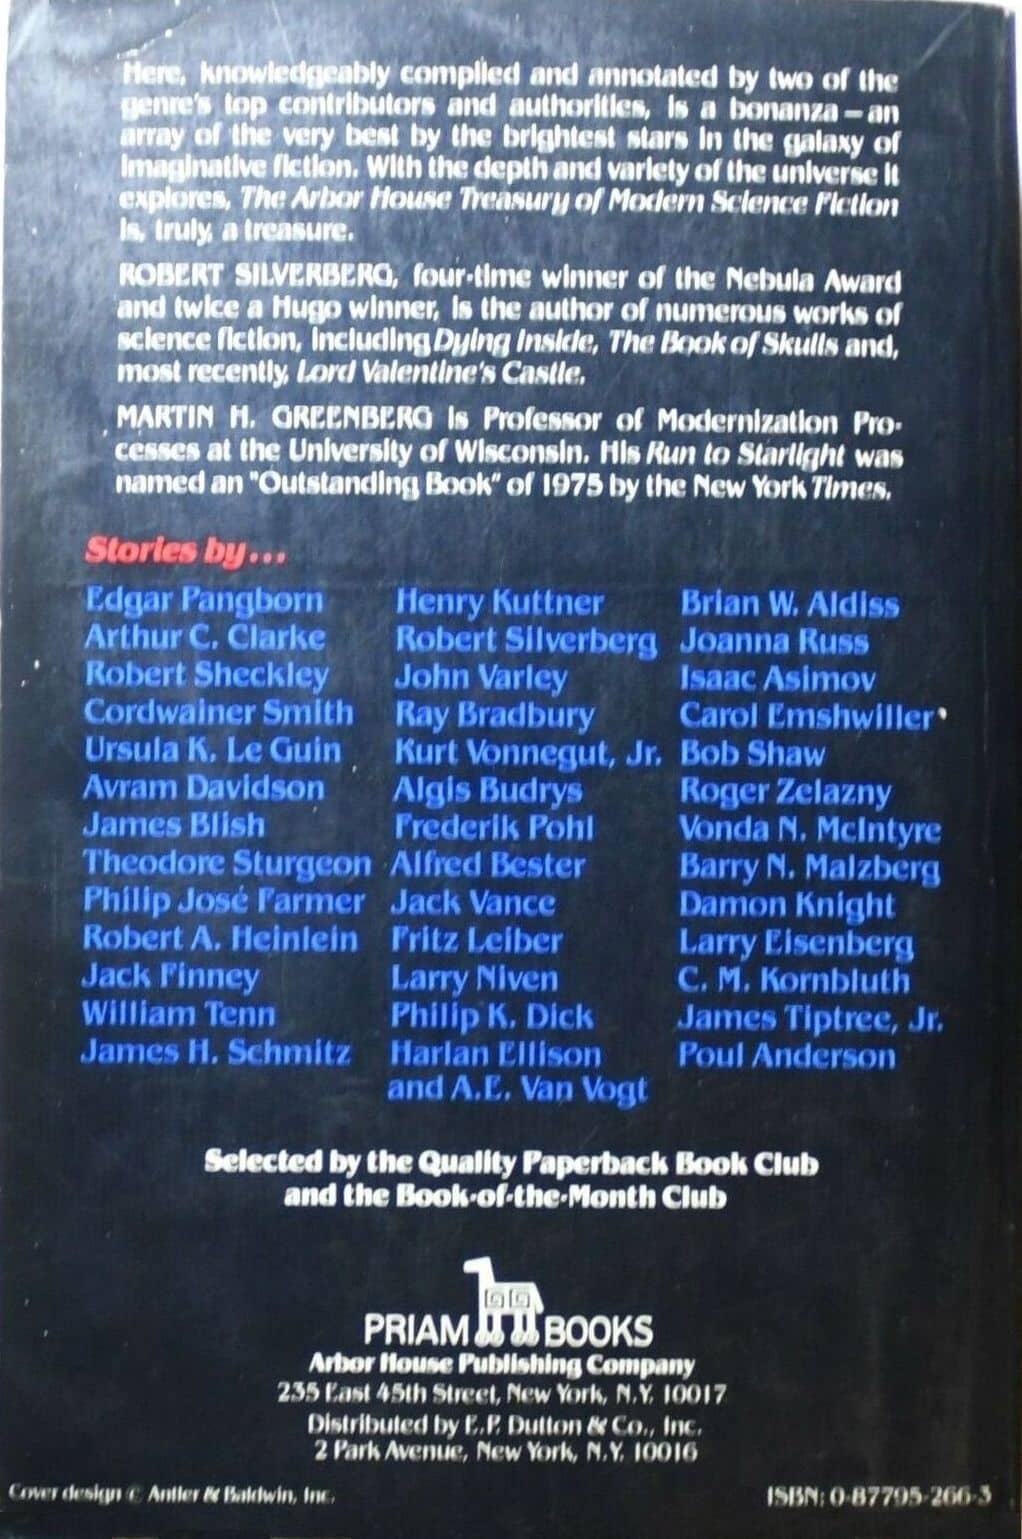 Here, knowledgeably compiled and annotated by two of the
genre's top contributors and authorities, is a bonanza—an
array of the very best by the brightest stars in the galaxy of
imaginative fiction. With the depth and variety of the universe it
explores, The Arbor House Treasury of Modern Science Fiction
is, truly, a treasure.
ROBERT SILVERBERG, four-time winner of the Nebula Award
and twice a Hugo winner, is the author of numerous works of
science fiction, including Dying Inside, The Book of Skulls and,
most recently, Lord Valentine's Castle.
MARTIN H. GREENBERG is Professor of Modernization Pro-
cesses at the University of Wisconsin. His Run to Starlight was
named an "Outstanding Book" of 1975 by the New York Times.
Stories by...
Edgar Pangborn
Arthur C. Clarke
Robert Sheckley
Cordwainer Smith
Ursula K. Le Guin
Avram Davidson
James Blish
Theodore Sturgeon
Philip José Farmer
Robert A. Heinlein
Jack Finney
William Tenn
James H. Schmitz
Henry Kuttner
Robert Silverberg
John Varley
Ray Bradbury
Kurt Vonnegut, Jr.
Algis Budrys
Frederik Pohl
Alfred Bester
Jack Vance
Fritz Leiber
Larry Niven
Philip K. Dick
Harlan Ellison
and A.E. Van Vogt
Brian W. Aldiss
Joanna Russ
Isaac Asimov
Carol Emshwiller
Bob Shaw
Roger Zelazny
Vonda N. McIntyre
Barry N. Malzberg
Damon Knight
Larry Eisenberg
C. M. Kornbluth
James Tiptree, Jr.
Poul Anderson
Selected by the Quality Paperback Book Club
and the Book-of-the-Month Club
PRIAM BOOKS
Arbor House Publishing Company
235 East 45th Street, New York, N.Y. 10017
Distributed by E.P. Dutton & Co., Inc.
2 Park Avenue, New York, N.Y. 10016
Cover design © Antler & Baldwin, Inc.
ISBN: 0-87795-266-3